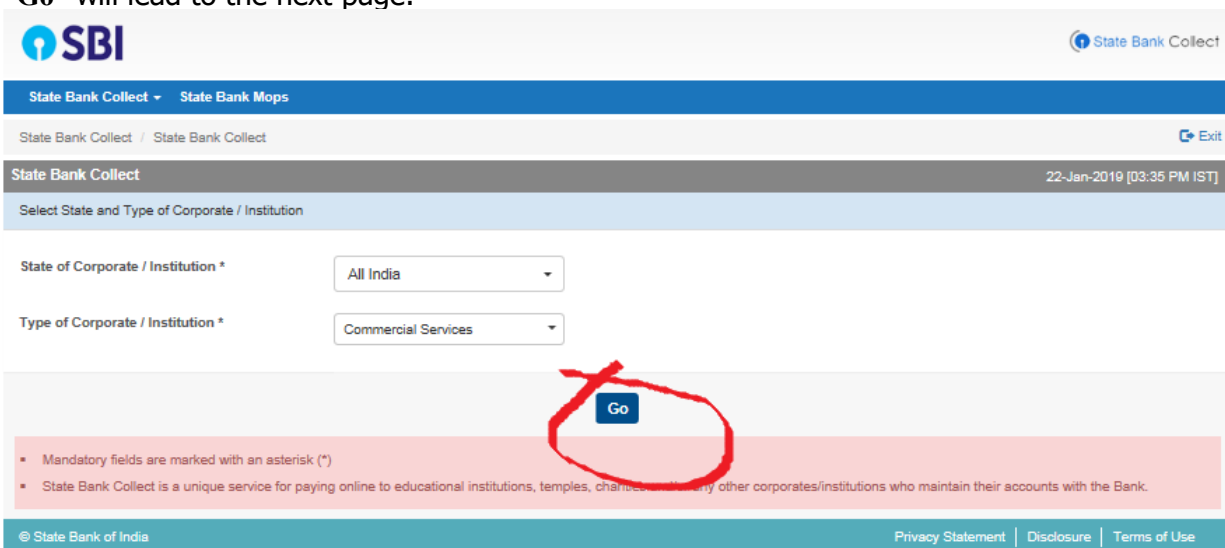 "Go" will lead to the next page.
SBI
State Bank Collect
State Bank Collect State Bank Mops
State Bank Collect / State Bank Collect
Exit
State Bank Collect
22-Jan-2019 [03:35 PM IST]
Select State and Type of Corporate / Institution
State of Corporate / Institution *
All India
Type of Corporate / Institution *
Commercial Services
Go
Mandatory fields are marked with an asterisk (*)
State Bank Collect is a unique service for paying online to educational institutions, temples, charities any other corporates/institutions who maintain their accounts with the Bank.
© State Bank of India
Privacy Statement | Disclosure | Terms of Use